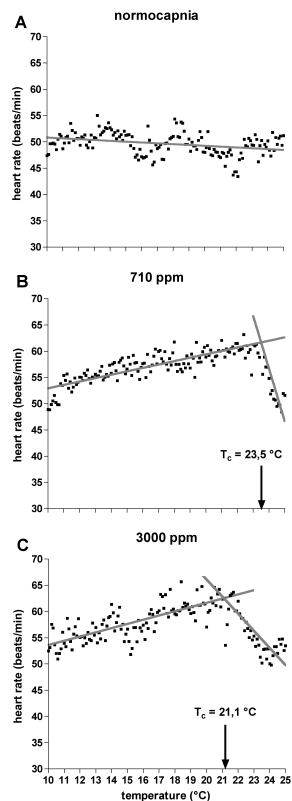 A
normocapnia
heart rate (beats/min)
70
65
60
55
50
45
40
35
30
B
710 ppm
heart rate (beats/min)
70
65
60
55
50
45
40
35
30
Tc = 23,5 °C
C
3000 ppm
heart rate (beats/min)
70
65
60
55
50
45
40
35
30
Tc = 21,1 °C
10 11 12 13 14 15 16 17 18 19 20 21 22 23 24 25
temperature (°C)